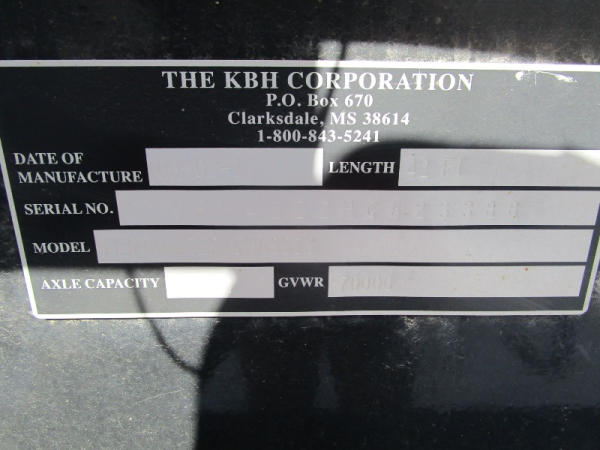 THE KBH CORPORATION
P.O. Box 670
Clarksdale, MS 38614
1-800-843-5241
DATE OF MANUFACTURE
LENGTH
SERIAL NO.
MODEL
AXLE CAPACITY
GVWR 70000